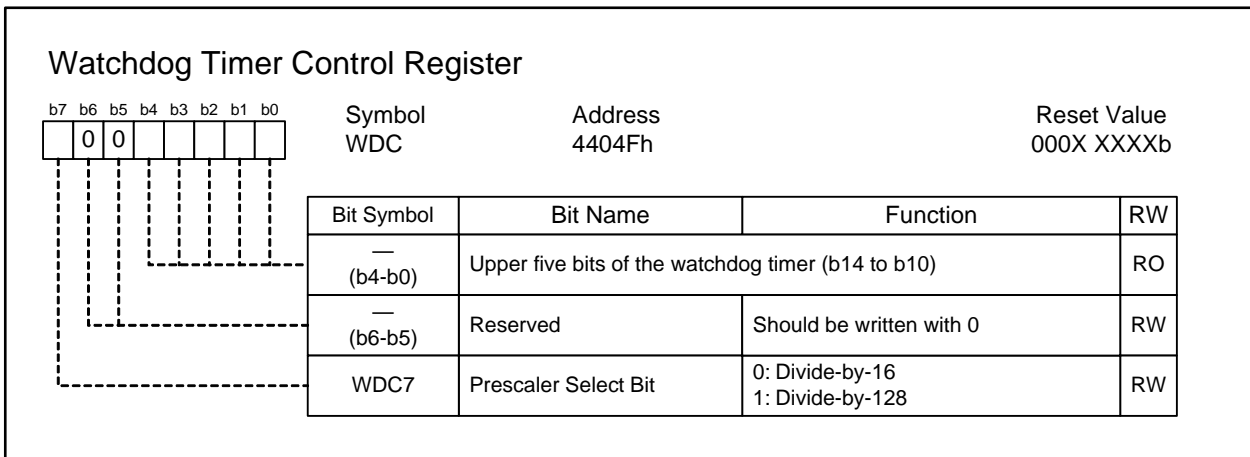 Watchdog Timer Control Register
b7 b6 b5 b4 b3 b2 b1 b0
0 0
Symbol Address Reset Value
WDC 4404Fh 000X XXXXb
Bit Symbol Bit Name Function RW
—
(b4-b0) Upper five bits of the watchdog timer (b14 to b10) RO
—
(b6-b5) Reserved Should be written with 0 RW
WDC7 Prescaler Select Bit 0: Divide-by-16
1: Divide-by-128 RW